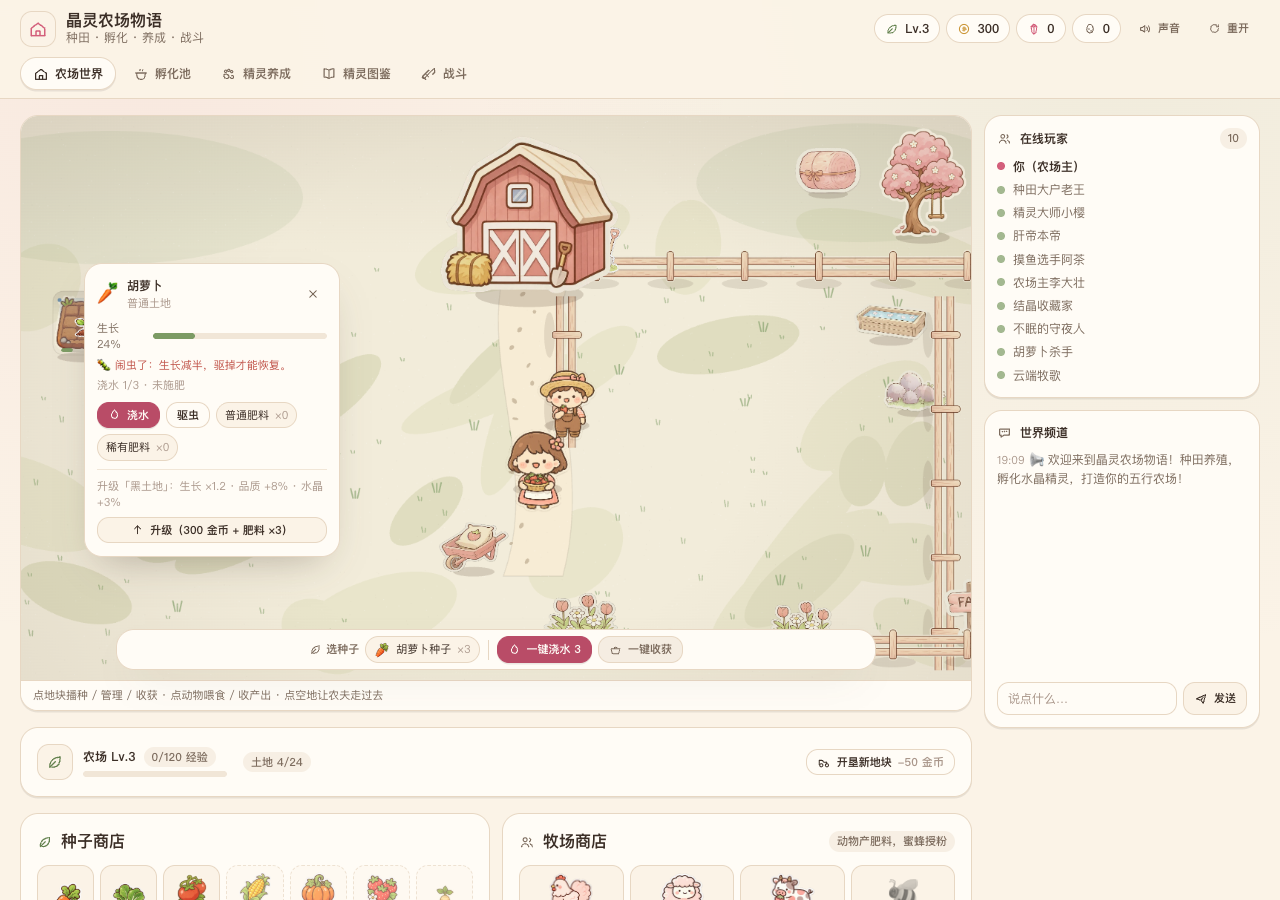 晶灵农场物语
种田 · 孵化 · 养成 · 战斗
Lv.3
300
0
0
声音
重开
农场世界
孵化池
精灵养成
精灵图鉴
战斗
胡萝卜
普通土地
生长
24%
闹虫了：生长减半，驱掉才能恢复。
浇水 1/3 · 未施肥
浇水
驱虫
普通肥料 ×0
稀有肥料 ×0
升级「黑土地」：生长 ×1.2 · 品质 +8% · 水晶
+3%
升级（300 金币 + 肥料 ×3）
FA
选种子
胡萝卜种子 ×3
一键浇水 3
一键收获
点地块播种 / 管理 / 收获 · 点动物喂食 / 收产出 · 点空地让农夫走过去
农场 Lv.3
0/120 经验
土地 4/24
开垦新地块 −50 金币
种子商店
牧场商店
动物产肥料，蜜蜂授粉
在线玩家
10
你（农场主）
种田大户老王
精灵大师小樱
肝帝本帝
摸鱼选手阿茶
农场主李大壮
结晶收藏家
不眠的守夜人
胡萝卜杀手
云端牧歌
世界频道
19:09 欢迎来到晶灵农场物语！种田养殖，
孵化水晶精灵，打造你的五行农场！
说点什么…
发送